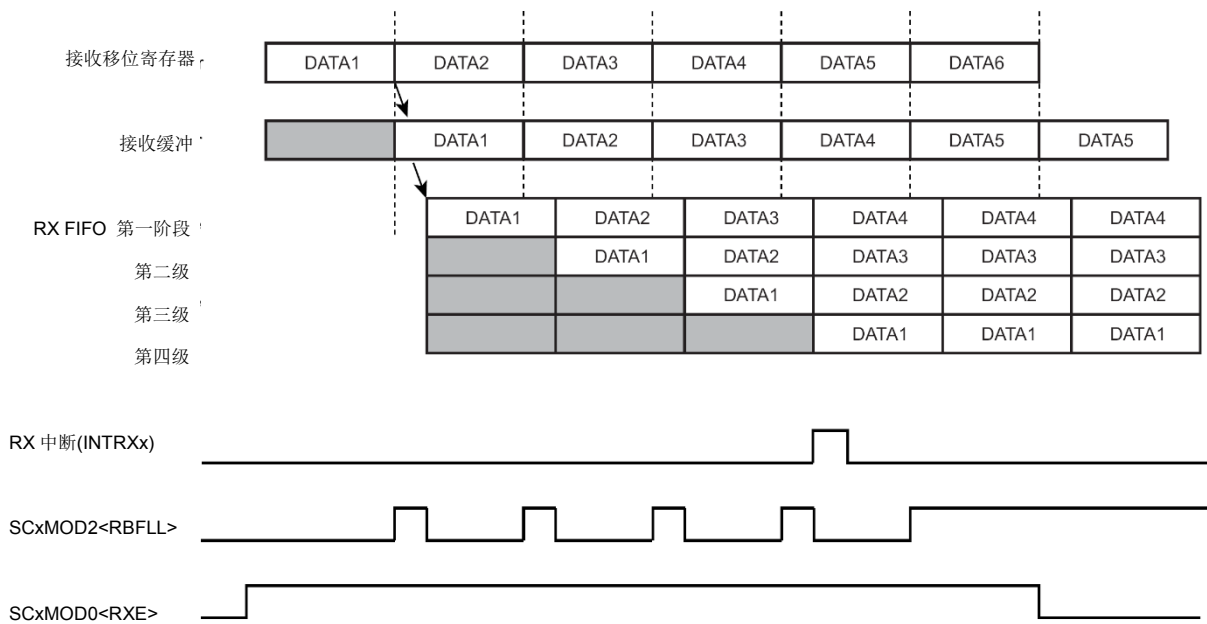 接收移位寄存器 DATA1 DATA2 DATA3 DATA4 DATA5 DATA6
接收缓冲 DATA1 DATA2 DATA3 DATA4 DATA5 DATA5
RX FIFO 第一阶段 DATA1 DATA2 DATA3 DATA4 DATA4 DATA4
第二级 DATA1 DATA2 DATA3 DATA3 DATA3
第三级 DATA1 DATA2 DATA2 DATA2
第四级 DATA1 DATA1 DATA1
RX 中断(INTRXx)
SCxMOD2<RBFLL>
SCxMOD0<RXE>